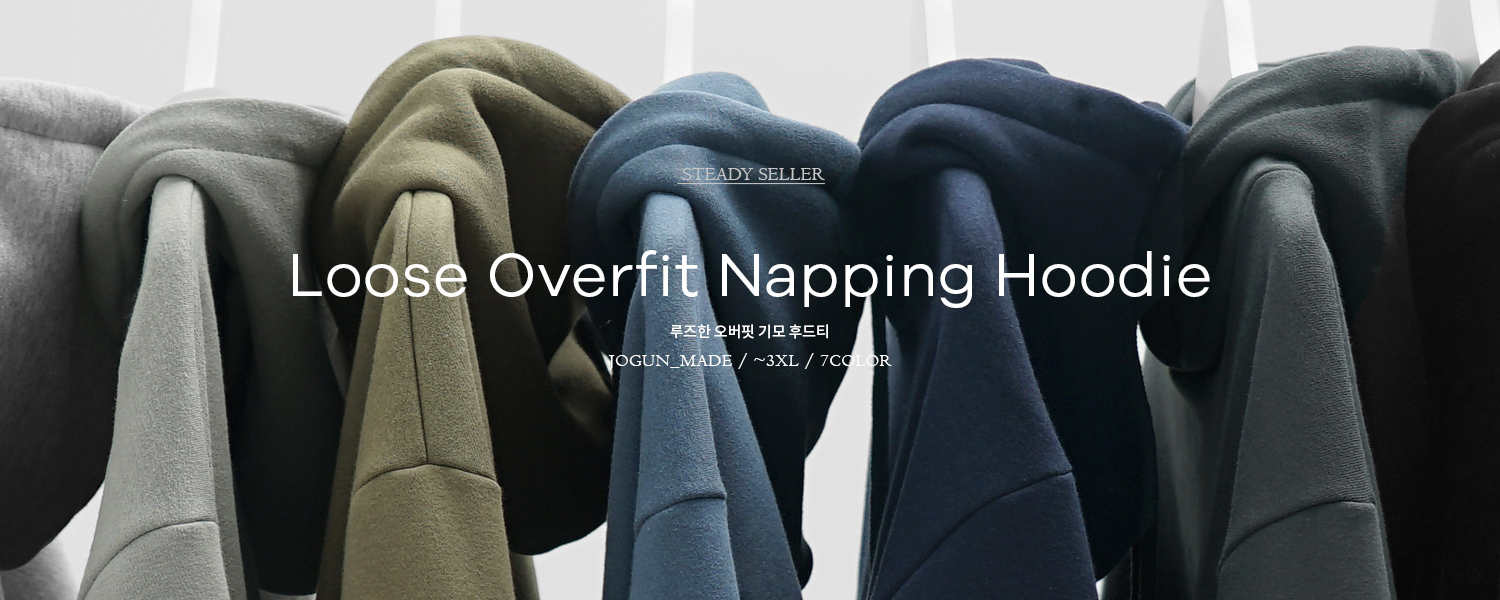 STEADY SELLER
Loose Overfit Napping Hoodie
루즈한 오버핏 기모 후드티
JOGUN_MADE / ~3XL / 7COLOR